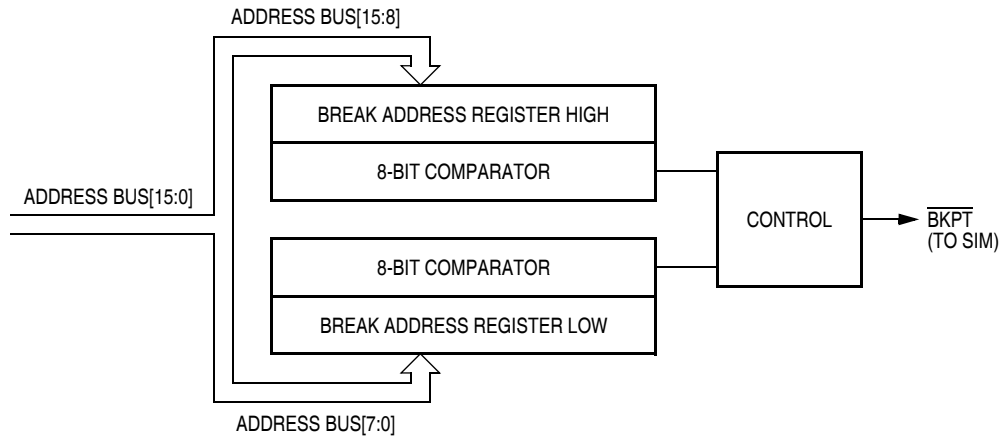 ADDRESS BUS[15:8]
BREAK ADDRESS REGISTER HIGH
8-BIT COMPARATOR
ADDRESS BUS[15:0]
CONTROL
BKPT
(TO SIM)
8-BIT COMPARATOR
BREAK ADDRESS REGISTER LOW
ADDRESS BUS[7:0]